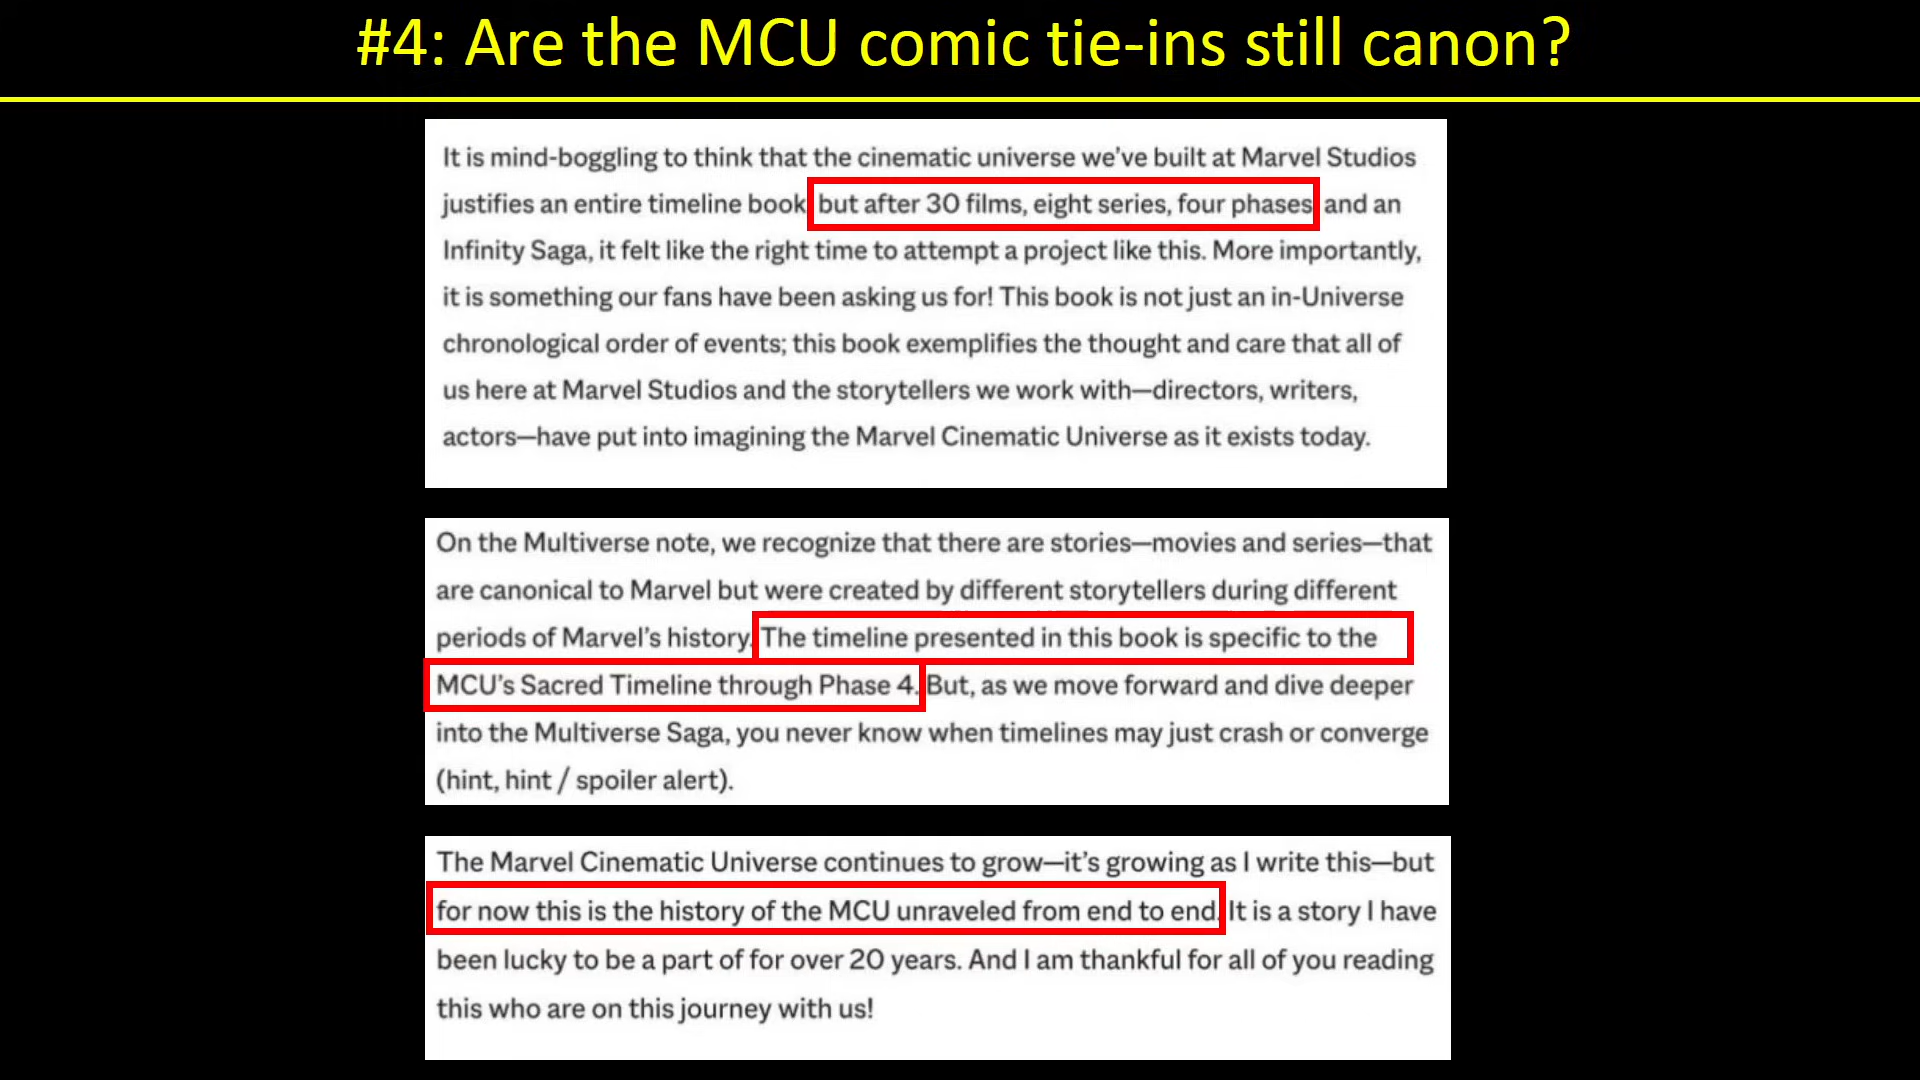 #4: Are the MCU comic tie-ins still canon?
It is mind-boggling to think that the cinematic universe we’ve built at Marvel Studios
justifies an entire timeline book but after 30 films, eight series, four phases and an
Infinity Saga, it felt like the right time to attempt a project like this. More importantly,
it is something our fans have been asking us for! This book is not just an in-Universe
chronological order of events; this book exemplifies the thought and care that all of
us here at Marvel Studios and the storytellers we work with—directors, writers,
actors—have put into imagining the Marvel Cinematic Universe as it exists today.
On the Multiverse note, we recognize that there are stories—movies and series—that
are canonical to Marvel but were created by different storytellers during different
periods of Marvel’s history. The timeline presented in this book is specific to the
MCU’s Sacred Timeline through Phase 4. But, as we move forward and dive deeper
into the Multiverse Saga, you never know when timelines may just crash or converge
(hint, hint / spoiler alert).
The Marvel Cinematic Universe continues to grow—it’s growing as I write this—but
for now this is the history of the MCU unraveled from end to end. It is a story I have
been lucky to be a part of for over 20 years. And I am thankful for all of you reading
this who are on this journey with us!